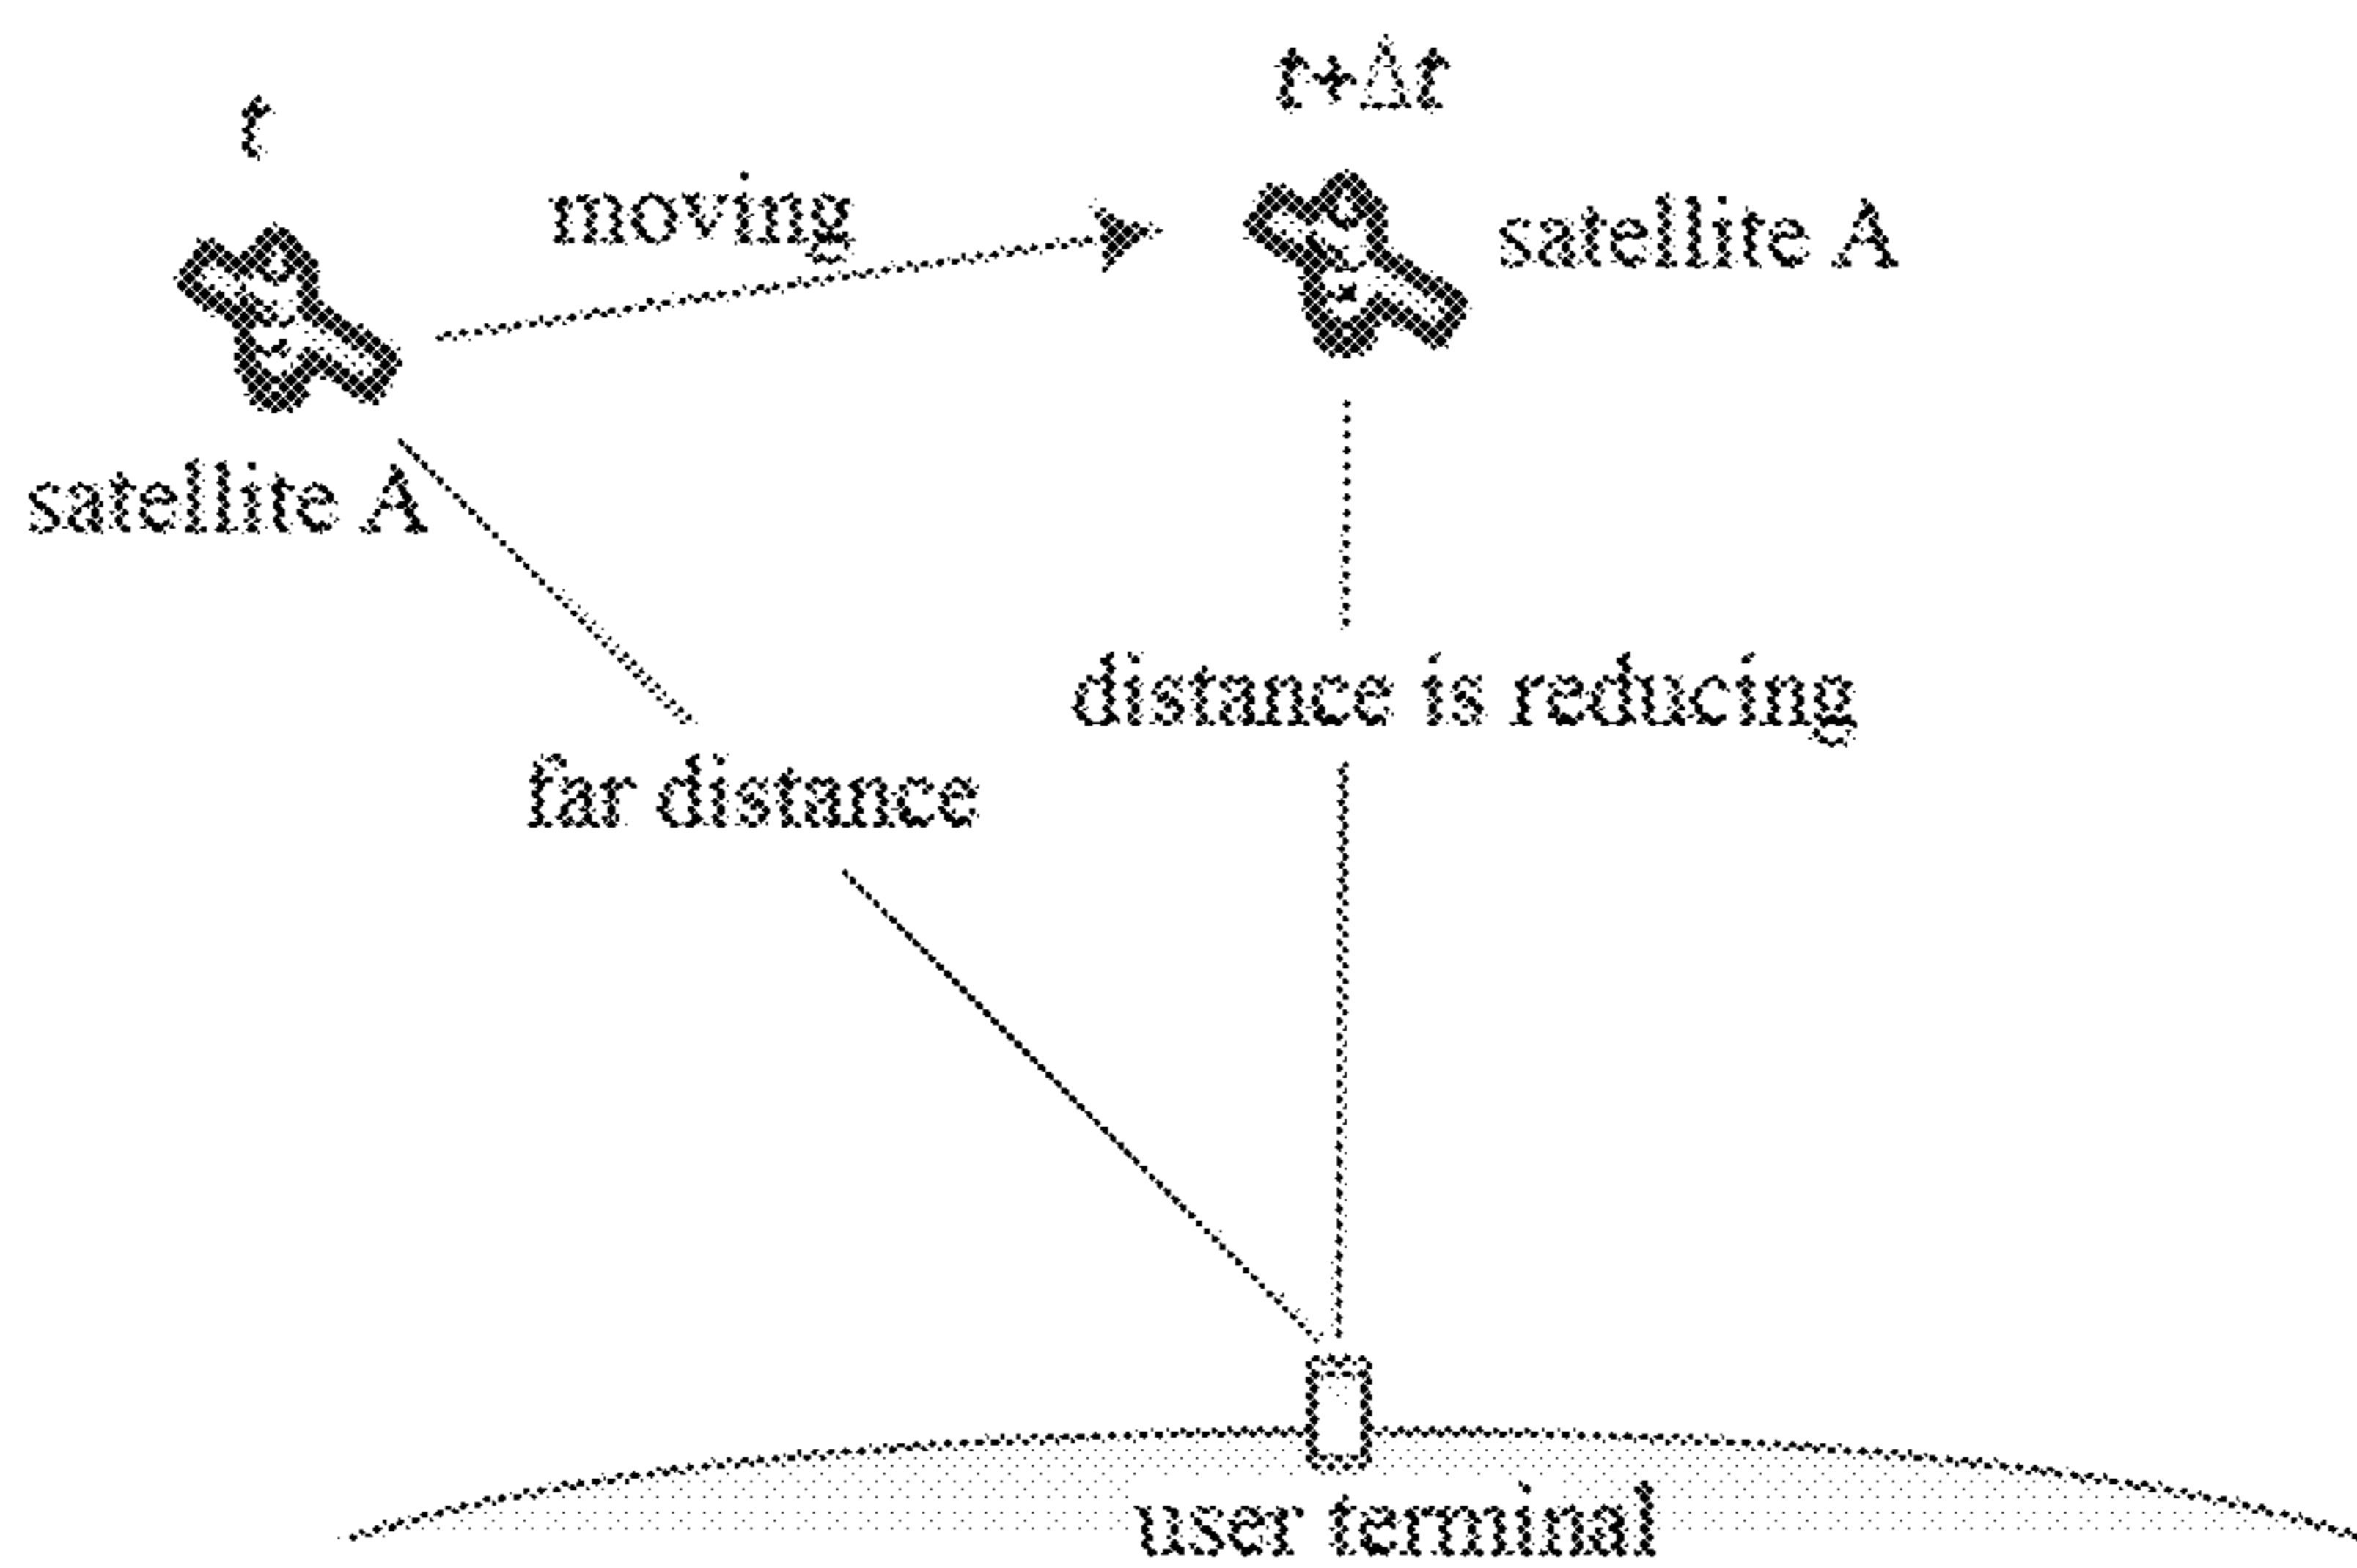 t
t+Δt
moving
satellite A
satellite A
distance is reducing
far distance
user terminal